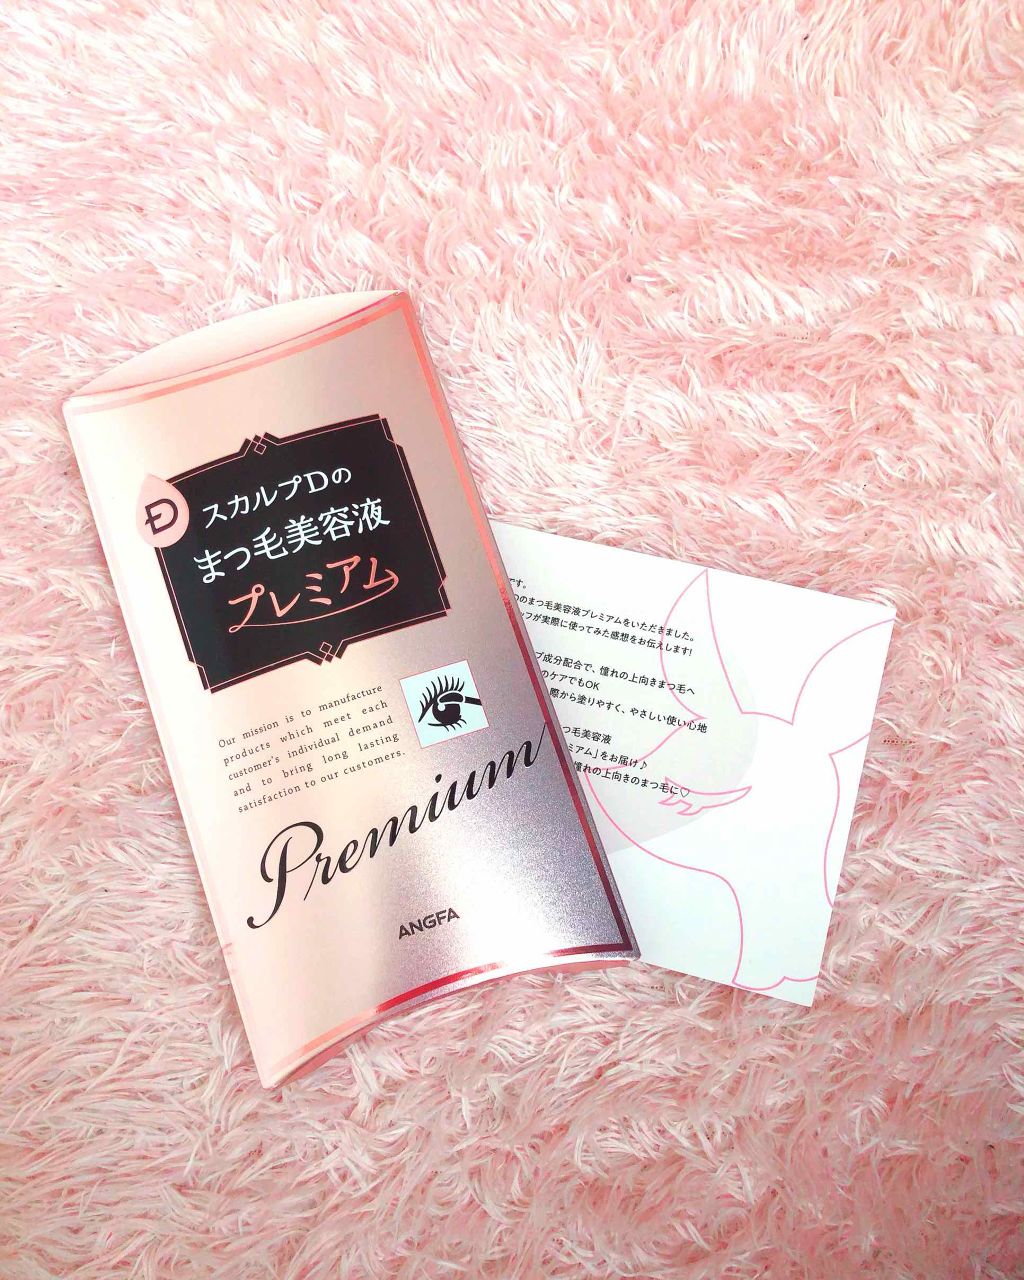 Đ
スカルプDの
まつ毛美容液
プレミアム
Our mission is to manufacture
products which meet each
customer's individual demand
and to bring long lasting
satisfaction to our customers.
Premium
ANGFA
です。
のまつ毛美容液プレミアムをいただきました。
ッフが実際に使ってみた感想をお伝えします!
プ成分配合で、憧れの上向きまつ毛へ
のケアでもOK
際から塗りやすく、やさしい使い心地
つ毛美容液
ミアム」をお届け♪
憧れの上向きのまつ毛に♡